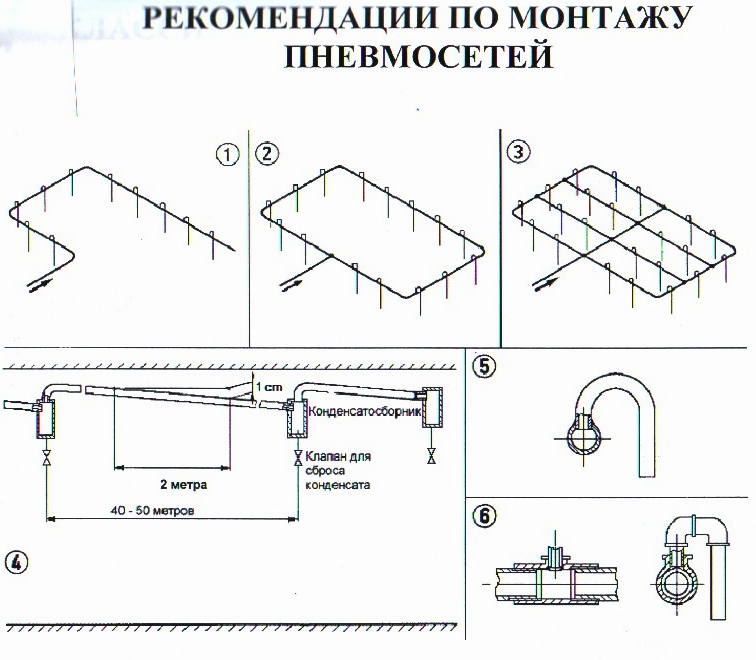 РЕКОМЕНДАЦИИ ПО МОНТАЖУ
ПНЕВМОСЕТЕЙ
1
2
3
1 cm
Конденсатосборник
Клапан для
сброса
конденсата
2 метра
40 - 50 метров
4
5
6